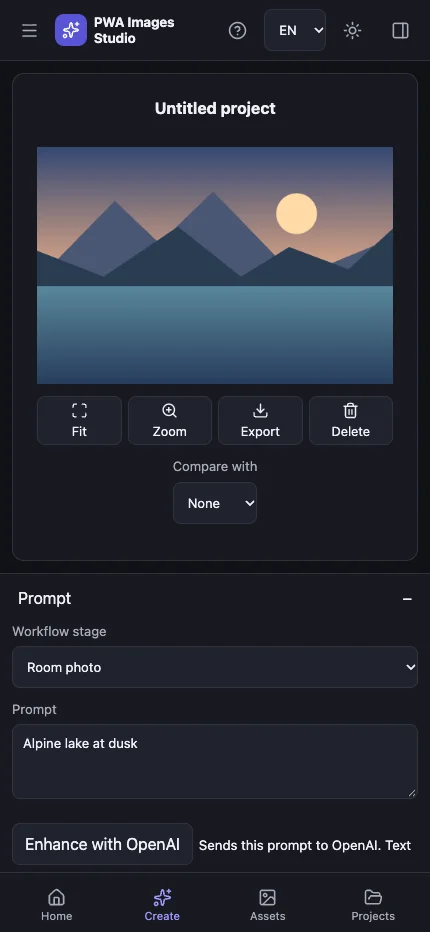 PWA Images
Studio
EN
Untitled project
Fit
Zoom
Export
Delete
Compare with
None
Prompt
Workflow stage
Room photo
Prompt
Alpine lake at dusk
Enhance with OpenAI
Sends this prompt to OpenAI. Text
Home
Create
Assets
Projects